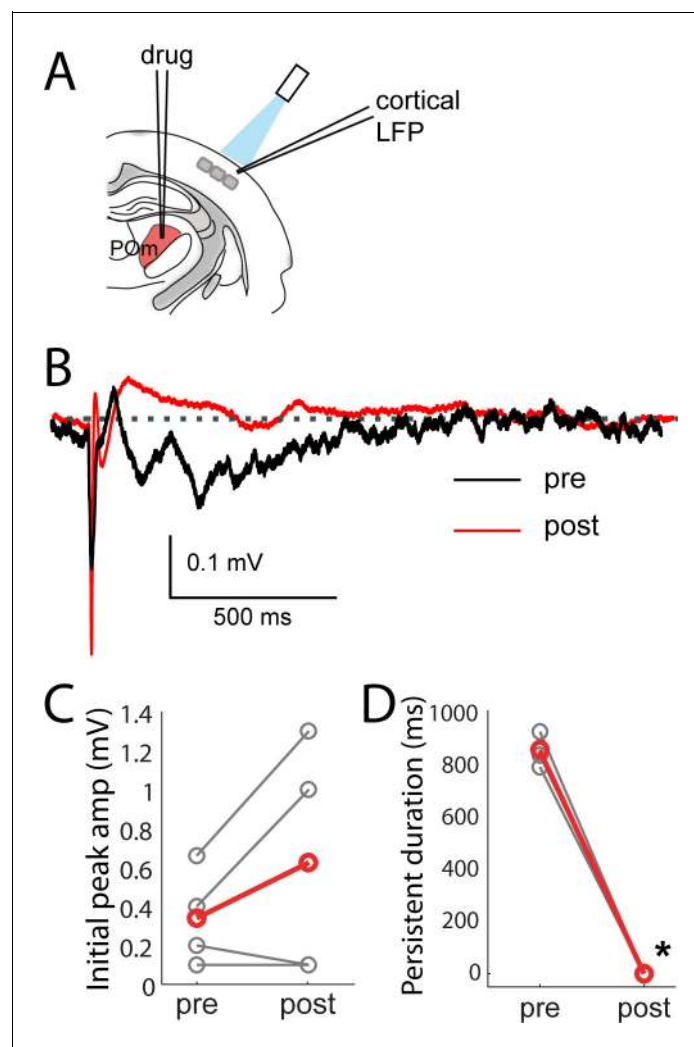 A
drug
cortical
LFP
POm
B
pre
post
0.1 mV
500 ms
C
Initial peak amp (mV)
1.4
1.2
1
0.8
0.6
0.4
0.2
0
pre
post
D
Persistent duration (ms)
1000
800
600
400
200
0
*
pre
post